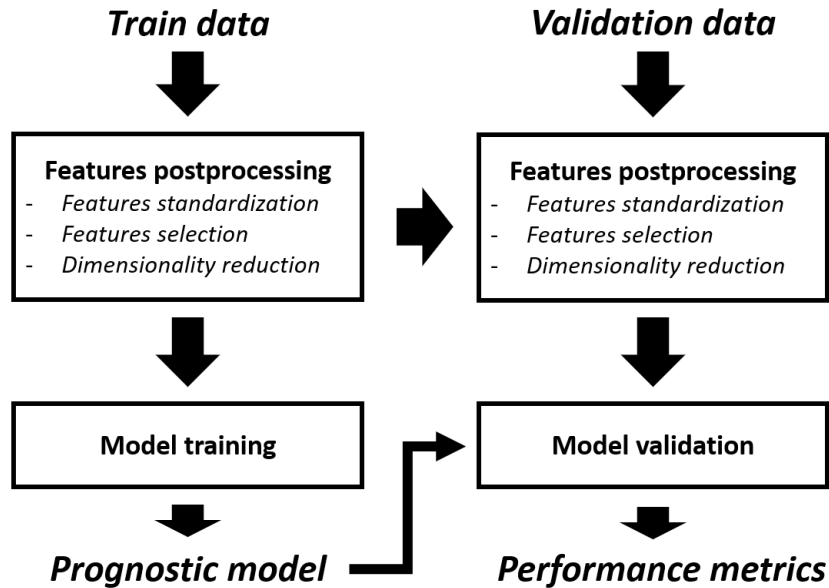 Train data
Validation data
Features postprocessing
- Features standardization
- Features selection
- Dimensionality reduction
Features postprocessing
- Features standardization
- Features selection
- Dimensionality reduction
Model training
Model validation
Prognostic model
Performance metrics